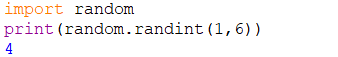 import random
print(random.randint(1,6))
4